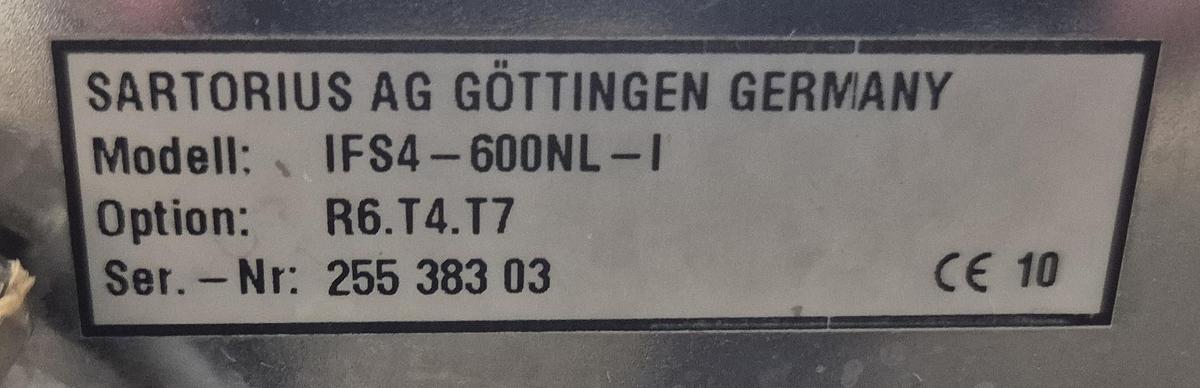 SARTORIUS AG GÖTTINGEN GERMANY
Modell: IFS4-600NL-I
Option: R6.T4.T7
Ser.-Nr: 255 383 03
CE 10